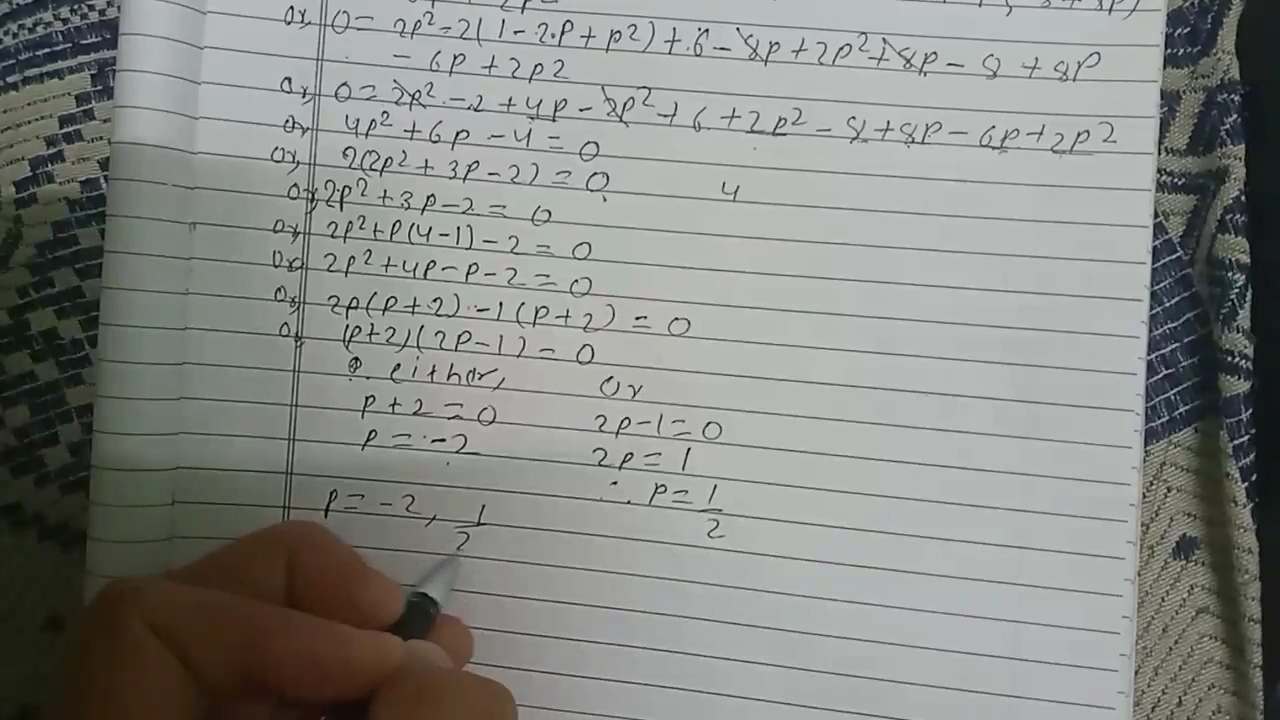 Or, 0 = 2p² - 2(1 - 2.p + p²) + 6 - 8p + 2p² + 8p - 8 + 8p
- 6p + 2p2
Or, 0 = 2p² - 2 + 4p - 2p² + 6 + 2p² - 8 + 8p - 6p + 2p2
Or 4p² + 6p - 4 = 0
Or, 2(2p² + 3p - 2) = 0 4
Or, 2p² + 3p - 2 = 0
Or, 2p² + p(4-1) - 2 = 0
Or, 2p² + 4p - p - 2 = 0
Or, 2p(p+2) - 1(p+2) = 0
Or (p+2)(2p-1) = 0
either, Or
p + 2 = 0 2p - 1 = 0
p = -2 2p = 1
∴ p = 1/2
p = -2, 1/2